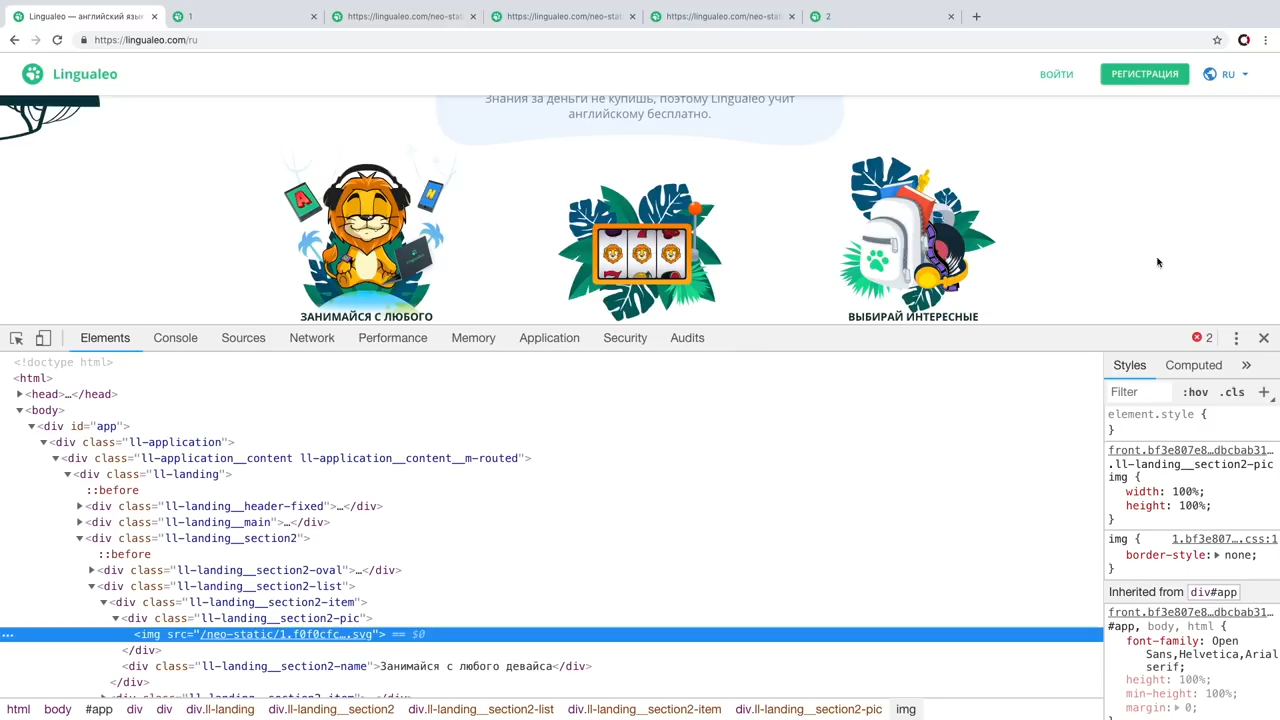 Lingualeo — английский язы
1
https://lingualeo.com/neo-stat
https://lingualeo.com/neo-stat
https://lingualeo.com/neo-stat
2
https://lingualeo.com/ru
Lingualeo
ВОЙТИ
РЕГИСТРАЦИЯ
RU
Знания за деньги не купишь, поэтому Lingualeo учит
английскому бесплатно.
A
N
ЗАНИМАЙСЯ С ЛЮБОГО
ВЫБИРАЙ ИНТЕРЕСНЫЕ
Elements
Console
Sources
Network
Performance
Memory
Application
Security
Audits
2
<!doctype html>
<html>
<head>…</head>
<body>
<div id="app">
<div class="ll-application">
<div class="ll-application__content ll-application__content__m-routed">
<div class="ll-landing">
::before
<div class="ll-landing__header-fixed">…</div>
<div class="ll-landing__main">…</div>
<div class="ll-landing__section2">
::before
<div class="ll-landing__section2-oval">…</div>
<div class="ll-landing__section2-list">
<div class="ll-landing__section2-item">
<div class="ll-landing__section2-pic">
… <img src="/neo-static/1.f0f0cfc….svg"> == $0
</div>
<div class="ll-landing__section2-name">Занимайся с любого девайса</div>
</div>
<div class="ll-landing__section2-item">…</div>
html body #app div div div.ll-landing div.ll-landing__section2 div.ll-landing__section2-list div.ll-landing__section2-item div.ll-landing__section2-pic img
Styles
Computed
»
Filter
:hov .cls +
element.style {
}
front.bf3e807e8…dbcbab31…
.ll-landing__section2-pic
img {
width: 100%;
height: 100%;
}
img { 1.bf3e807….css:1
border-style: none;
}
Inherited from div#app
front.bf3e807e8…dbcbab31…
#app, body, html {
font-family: Open
Sans,Helvetica,Arial
serif;
height: 100%;
min-height: 100%;
margin: 0;